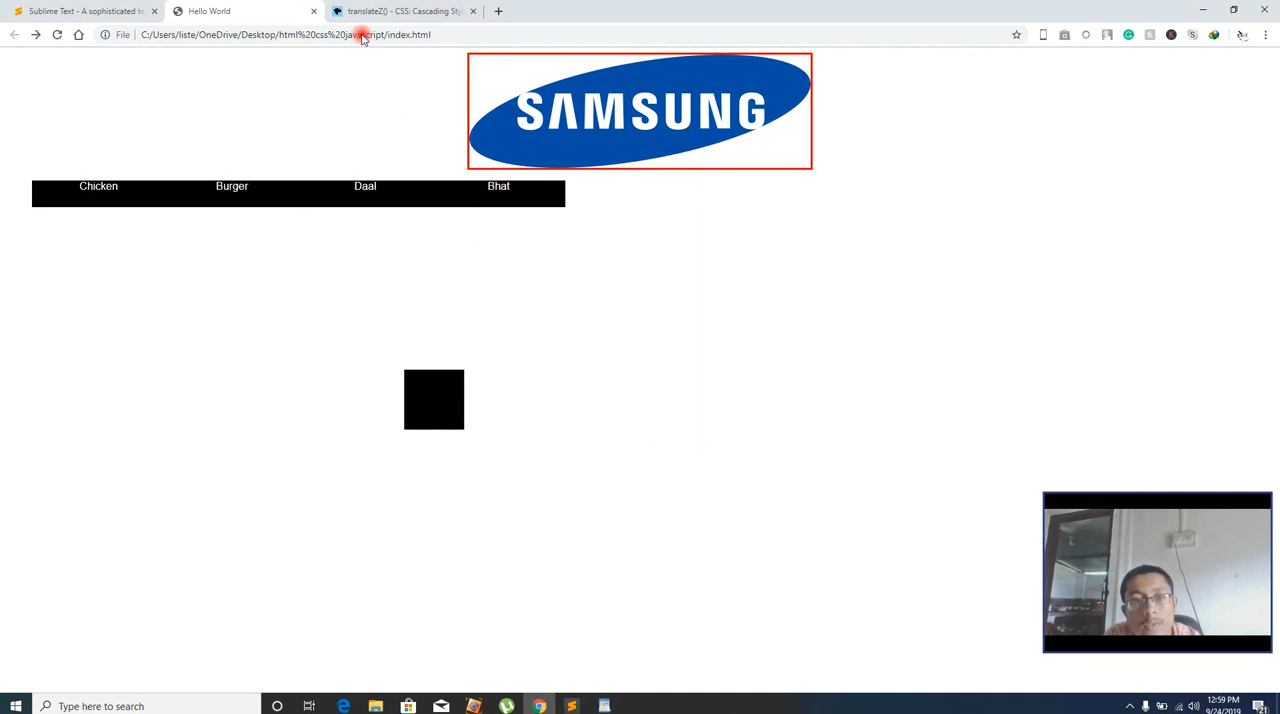 Sublime Text - A sophisticated te
Hello World
translateZ() - CSS: Cascading Sty
File
C:/Users/liste/OneDrive/Desktop/html%20css%20javascript/index.html
SAMSUNG
Chicken Burger Daal Bhat
Type here to search
12:59 PM
9/24/2019
21